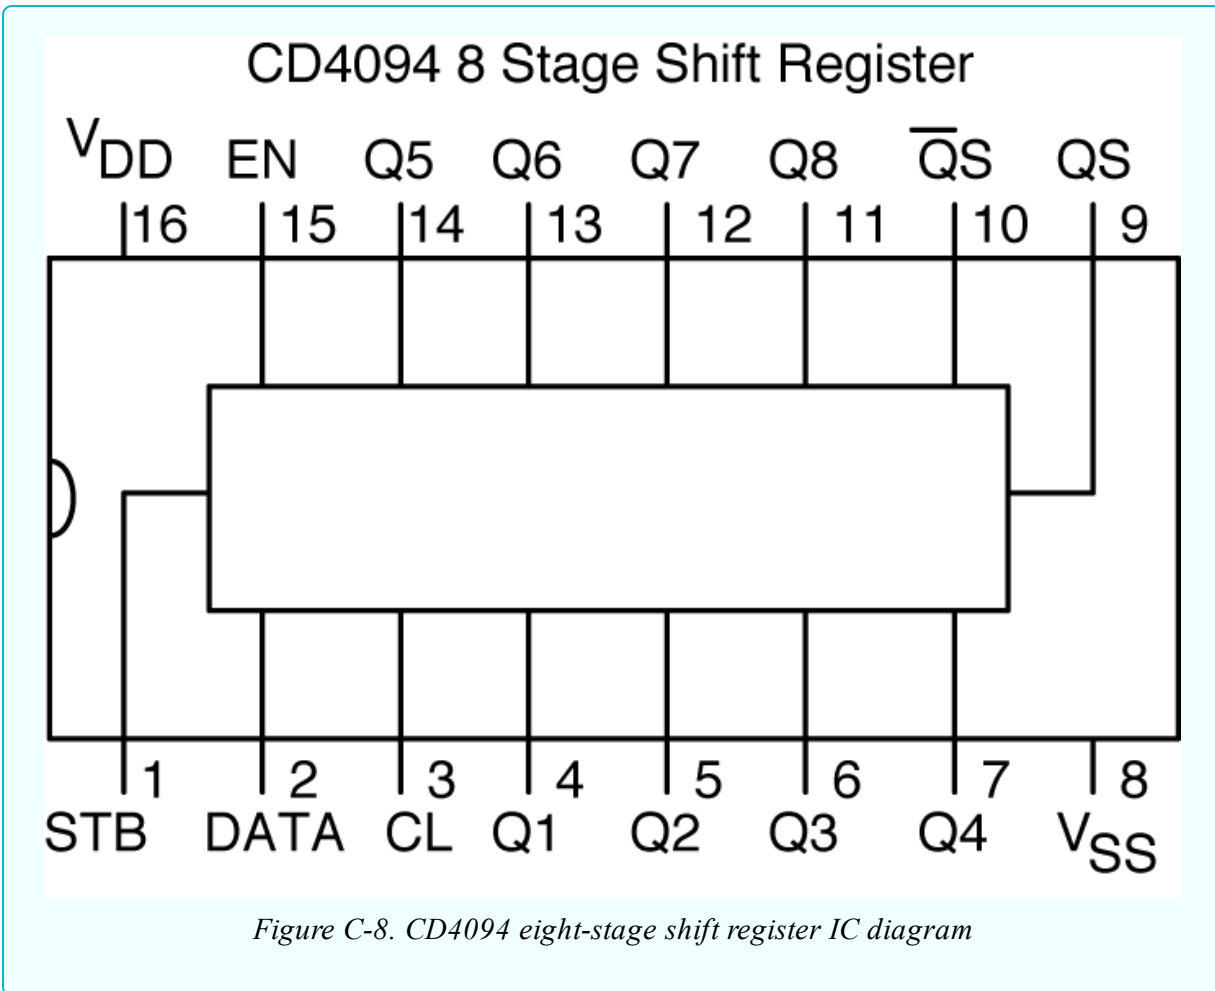 CD4094 8 Stage Shift Register
VDD EN Q5 Q6 Q7 Q8 Q̅S QS
16 15 14 13 12 11 10 9
1 2 3 4 5 6 7 8
STB DATA CL Q1 Q2 Q3 Q4 VSS
Figure C-8. CD4094 eight-stage shift register IC diagram